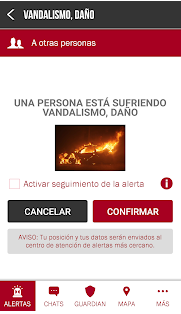 VANDALISMO, DAÑO
A otras personas
UNA PERSONA ESTÁ SUFRIENDO
VANDALISMO, DAÑO
Activar seguimiento de la alerta
CANCELAR
CONFIRMAR
AVISO: Tu posición y tus datos serán enviados al
centro de atención de alertas más cercano.
ALERTAS
CHATS
GUARDIAN
MAPA
MÁS